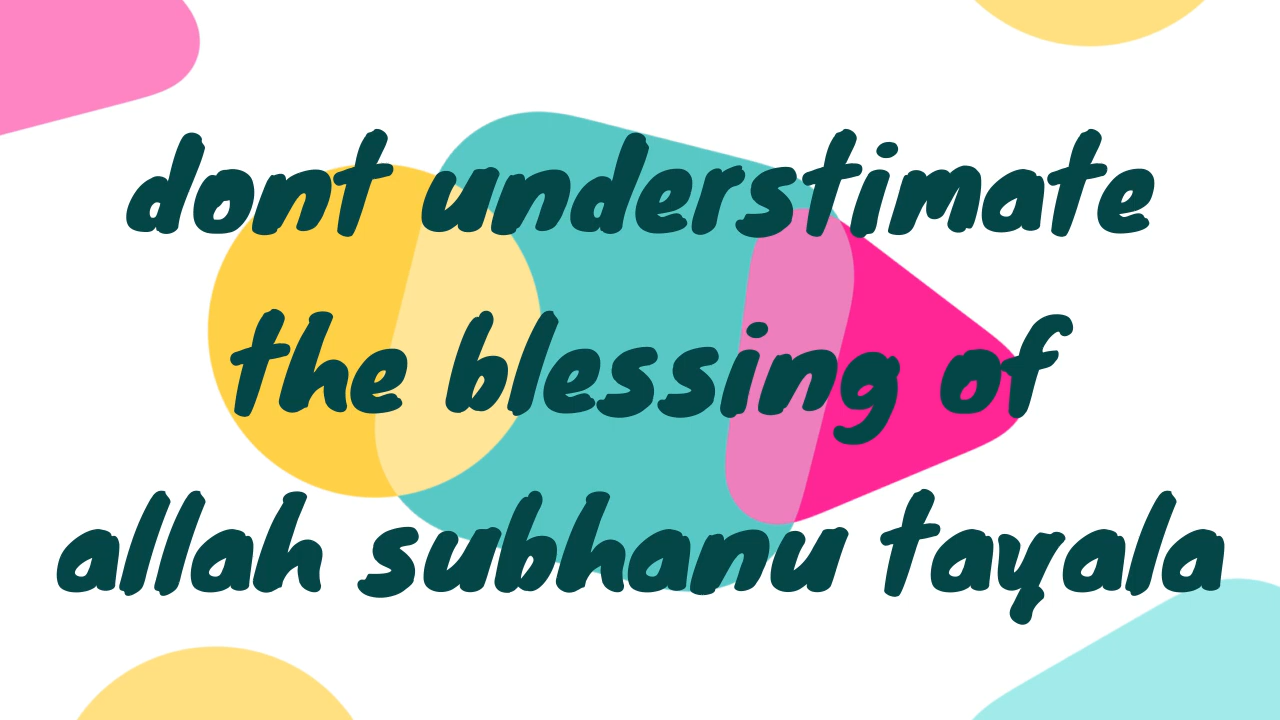 dont understimate
the blessing of
allah subhanu tayala